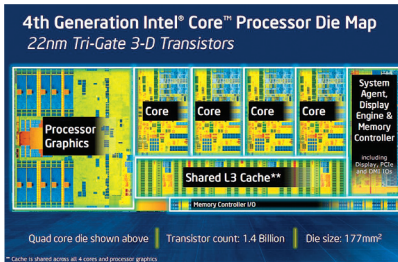 4th Generation Intel® Core™ Processor Die Map
22nm Tri-Gate 3-D Transistors
Processor
Graphics
Core
Core
Core
Core
System
Agent,
Display
Engine &
Memory
Controller
including
Display, PCIe
and DMI IOs
Shared L3 Cache**
Memory Controller I/O
Quad core die shown above
Transistor count: 1.4 Billion
Die size: 177mm²
** Cache is shared across all 4 cores and processor graphics